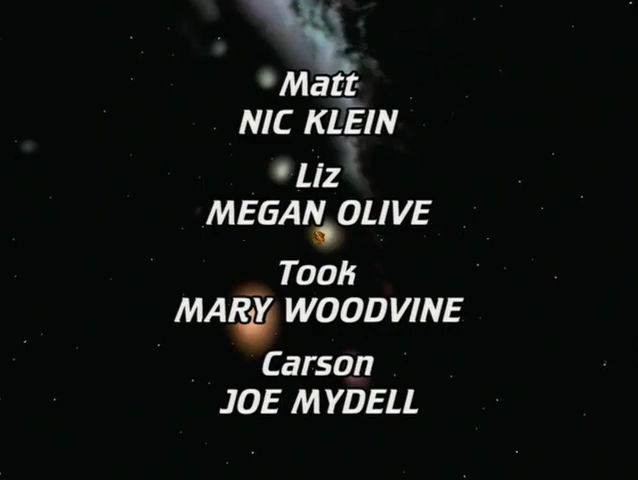 Matt
NIC KLEIN
Liz
MEGAN OLIVE
Took
MARY WOODVINE
Carson
JOE MYDELL